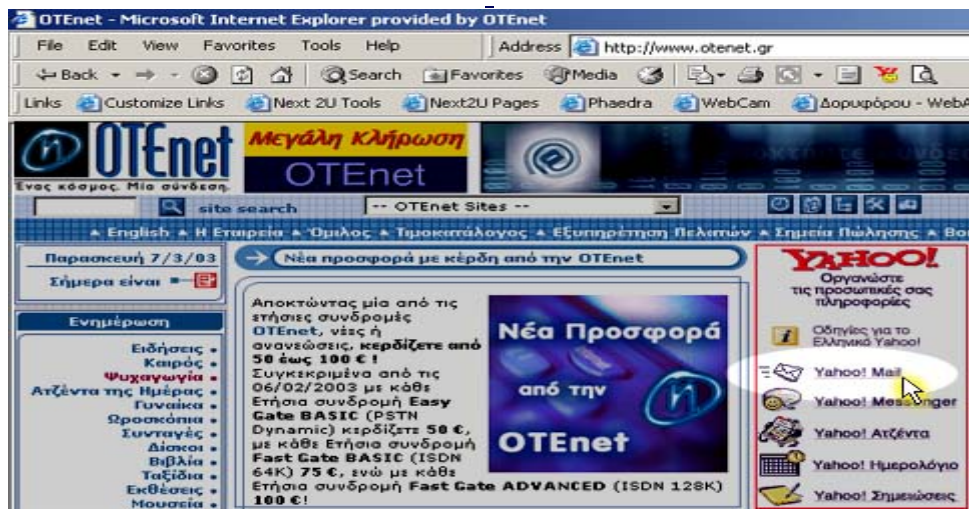 OTEnet - Microsoft Internet Explorer provided by OTEnet
File Edit View Favorites Tools Help Address http://www.otenet.gr
Back Search Favorites Media
Links Customize Links Next 2U Tools Next2U Pages Phaedra WebCam Δορυφόρου - WebA
OTEnet
Ένας κόσμος. Μία σύνδεση.
Μεγάλη Κλήρωση
OTEnet
site search -- OTEnet Sites --
English Η Εταιρεία Όμιλος Τιμοκατάλογος Εξυπηρέτηση Πελατών Σημεία Πώλησης Bo
Παρασκευή 7/3/03
Σήμερα είναι
Ενημέρωση
Ειδήσεις
Καιρός
Ψυχαγωγία
Ατζέντα της Ημέρας
Γυναίκα
Ωροσκόπια
Συνταγές
Δίσκοι
Βιβλία
Ταξίδια
Εκθέσεις
Μουσεία
Νέα προσφορά με κέρδη από την OTEnet
Αποκτώντας μία από τις
ετήσιες συνδρομές
OTEnet, νέες ή
ανανεώσεις, κερδίζετε από
50 έως 100 € !
Συγκεκριμένα από τις
06/02/2003 με κάθε
Ετήσια συνδρομή Easy
Gate BASIC (PSTN
Dynamic) κερδίζετε 50 €,
με κάθε Ετήσια συνδρομή
Fast Gate BASIC (ISDN
64K) 75 €, ενώ με κάθε
Ετήσια συνδρομή Fast Gate ADVANCED (ISDN 128K)
100 €!
Νέα Προσφορά
από την
OTEnet
YAHOO!
Οργανώστε
τις προσωπικές σας
πληροφορίες
Οδηγίες για το
Ελληνικό Yahoo!
Yahoo! Mail
Yahoo! Messenger
Yahoo! Ατζέντα
Yahoo! Ημερολόγιο
Yahoo! Σημειώσεις